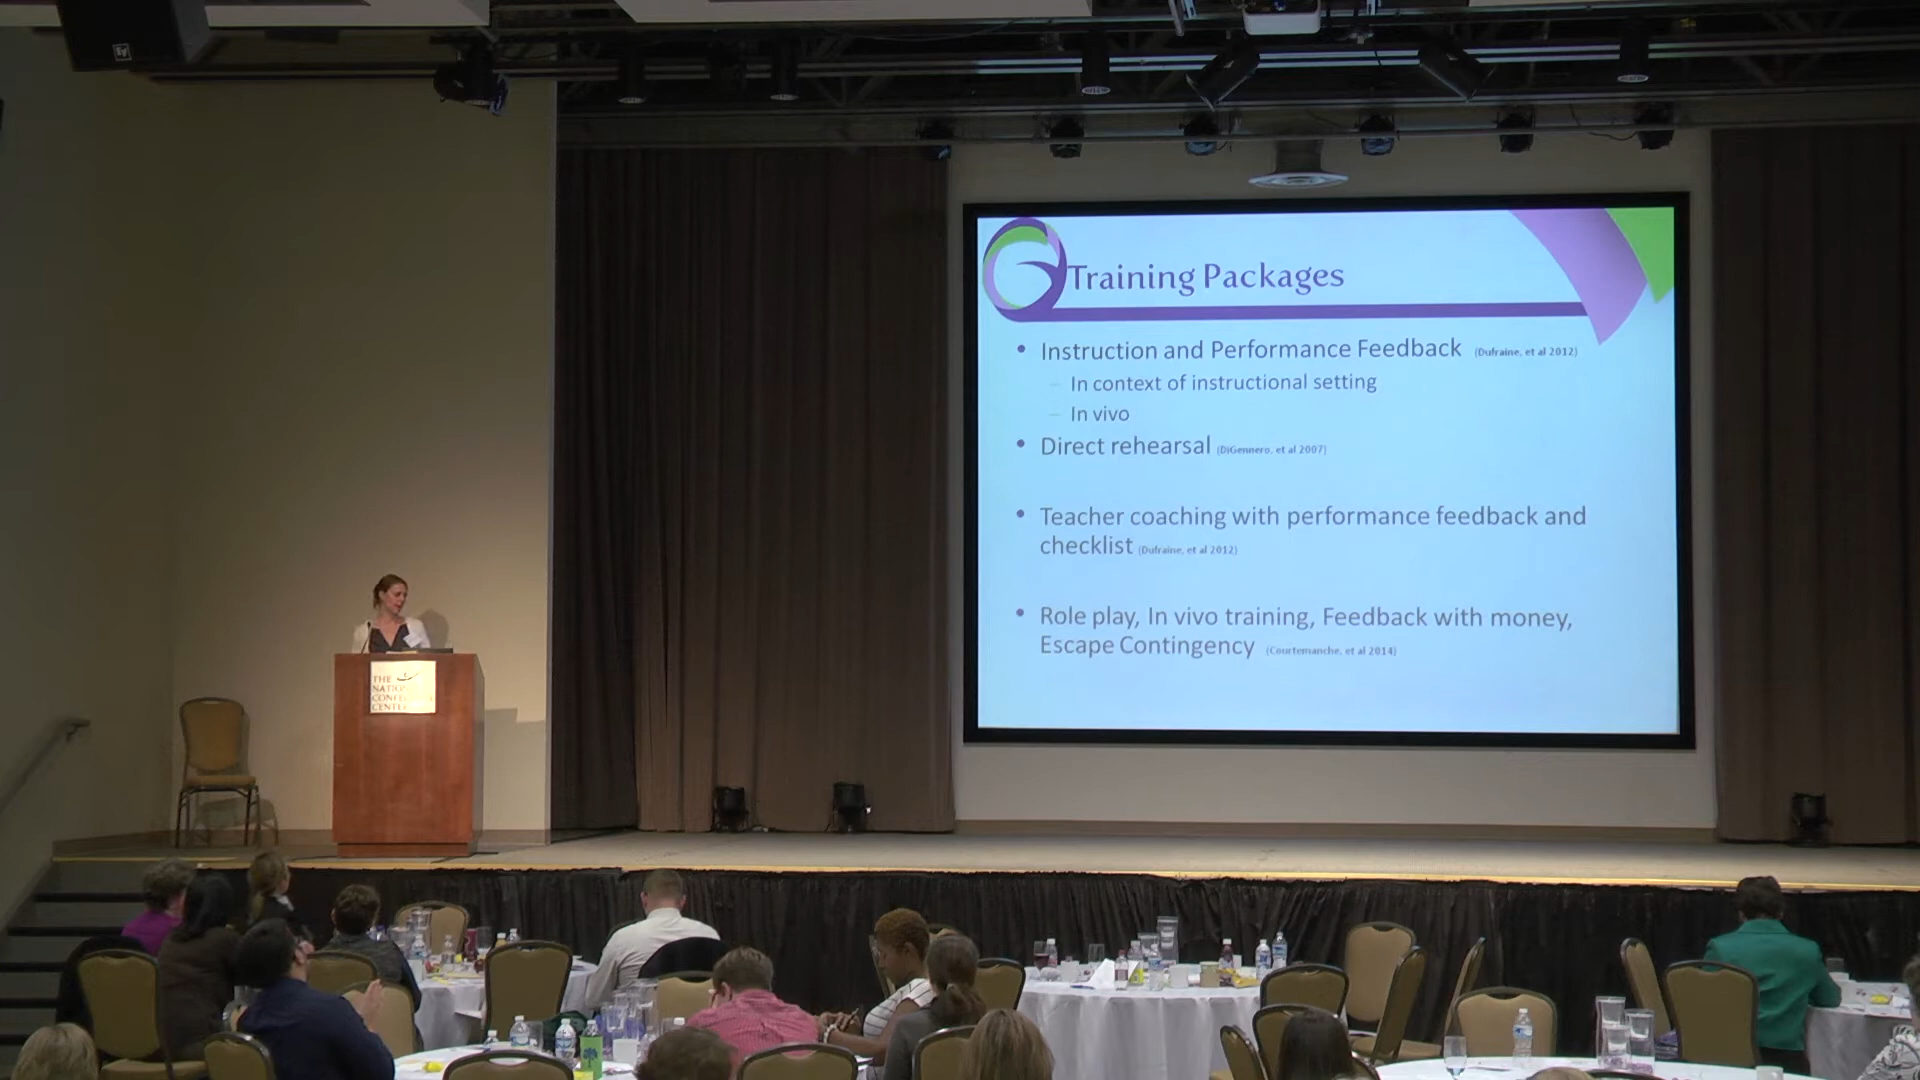 Training Packages
• Instruction and Performance Feedback (Dufraine, et al 2012)
– In context of instructional setting
– In vivo
• Direct rehearsal (DiGennero, et al 2007)
• Teacher coaching with performance feedback and
checklist (Dufraine, et al 2012)
• Role play, In vivo training, Feedback with money,
Escape Contingency (Courtemanche, et al 2014)
THE
CENTE